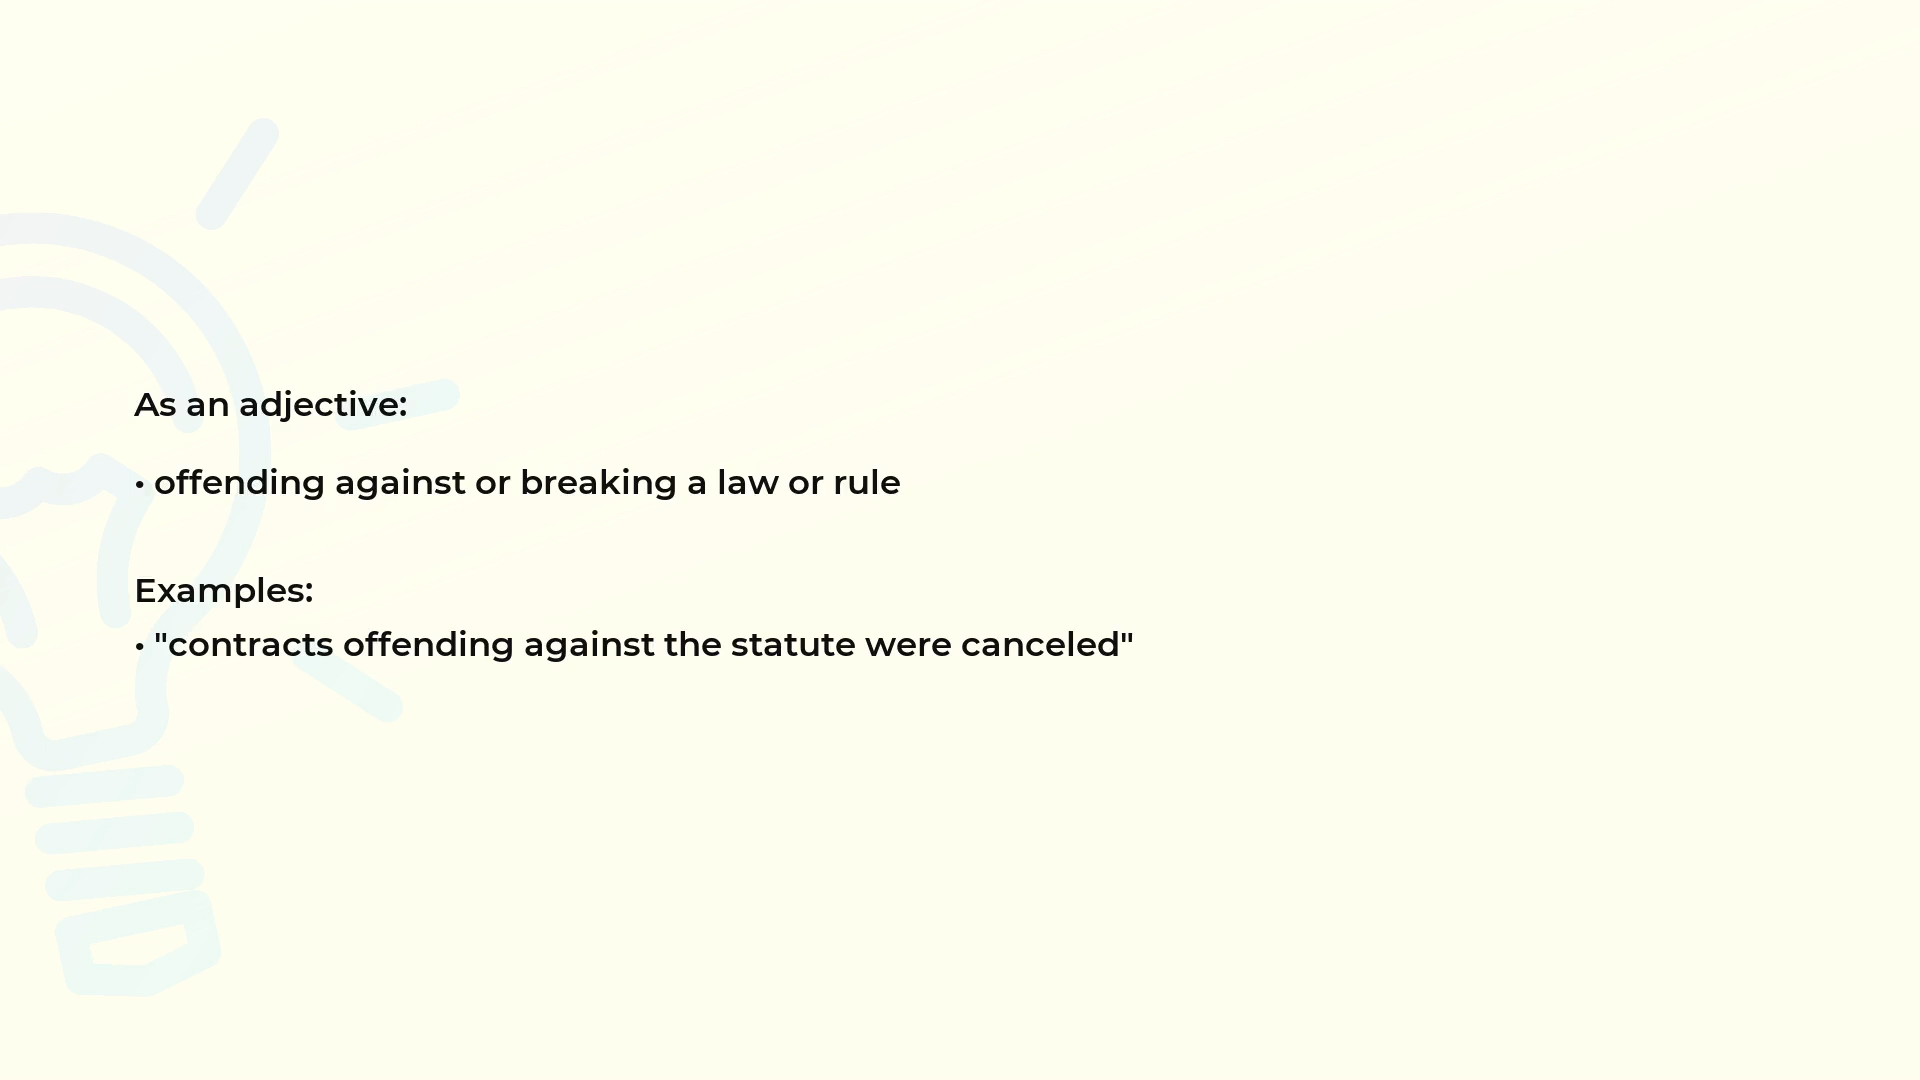 As an adjective:
• offending against or breaking a law or rule
Examples:
• "contracts offending against the statute were canceled"